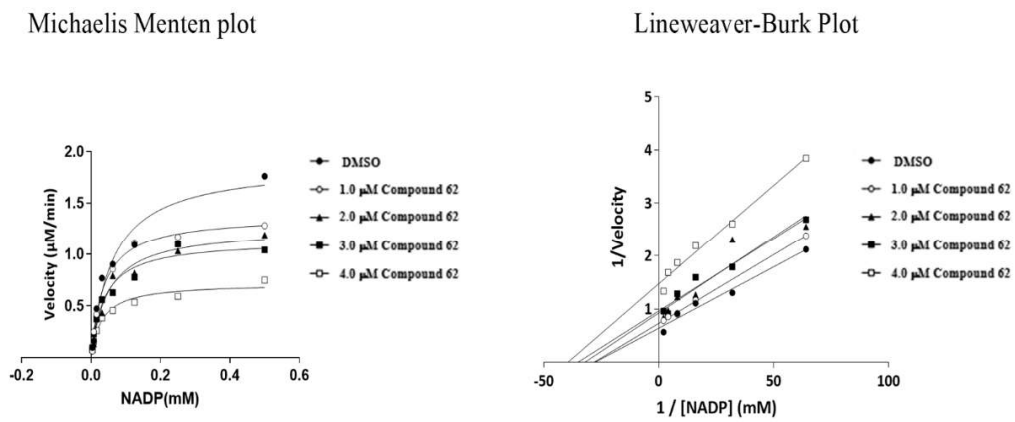 Michaelis Menten plot
Lineweaver-Burk Plot
2.0
1.5
1.0
0.5
Velocity (µM/min)
-0.2
0.0
0.2
0.4
0.6
NADP(mM)
DMSO
1.0 µM Compound 62
2.0 µM Compound 62
3.0 µM Compound 62
4.0 µM Compound 62
5
4
3
2
1
1/Velocity
-50
0
50
100
1 / [NADP] (mM)
DMSO
1.0 µM Compound 62
2.0 µM Compound 62
3.0 µM Compound 62
4.0 µM Compound 62